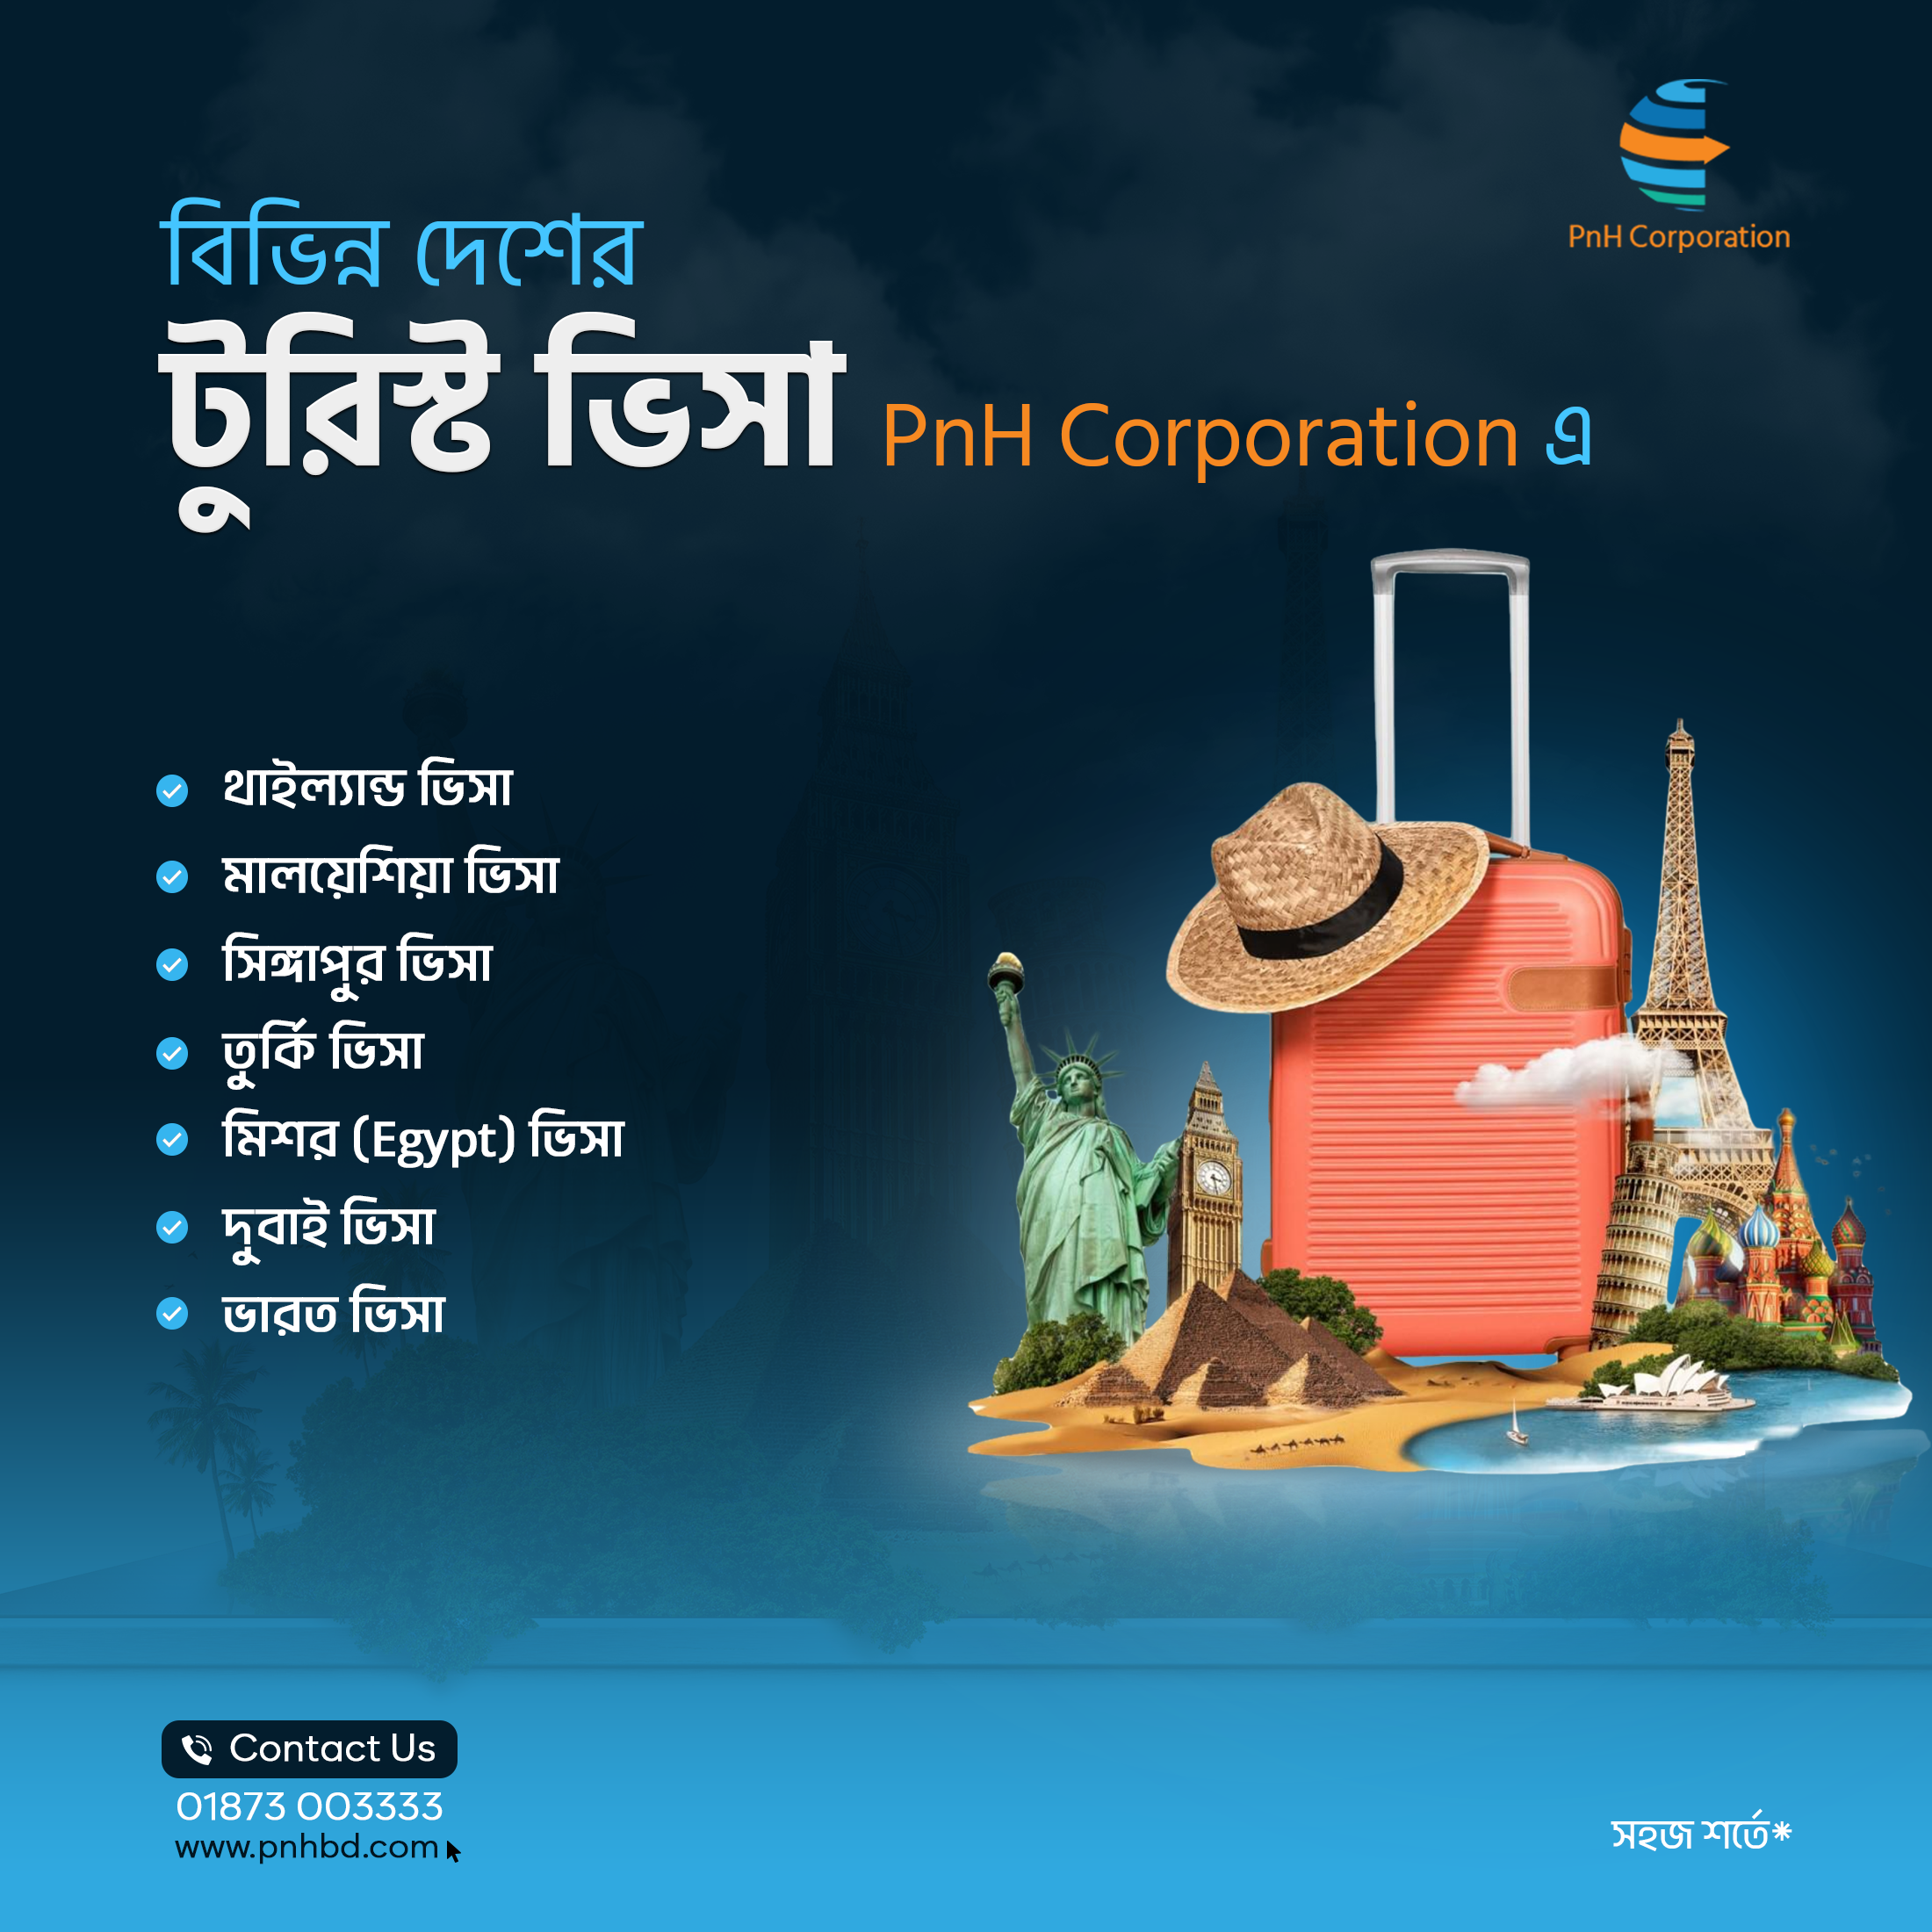 PnH Corporation
বিভিন্ন দেশের
টুরিস্ট ভিসা PnH Corporation এ
থাইল্যান্ড ভিসা
মালয়েশিয়া ভিসা
সিঙ্গাপুর ভিসা
তুর্কি ভিসা
মিশর (Egypt) ভিসা
দুবাই ভিসা
ভারত ভিসা
Contact Us
01873 003333
www.pnhbd.com
সহজ শর্তে*